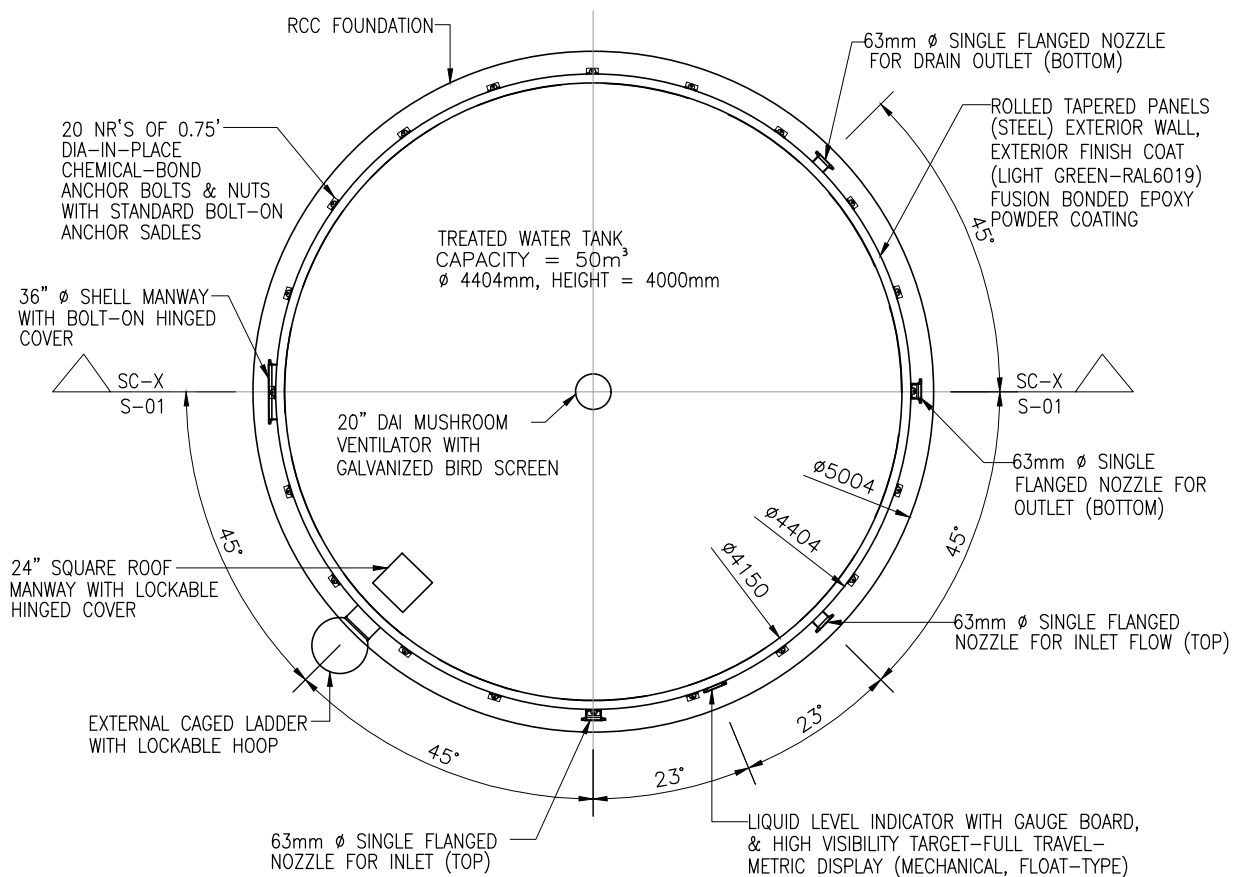 RCC FOUNDATION
63mm ø SINGLE FLANGED NOZZLE
FOR DRAIN OUTLET (BOTTOM)
20 NR'S OF 0.75'
DIA-IN-PLACE
CHEMICAL-BOND
ANCHOR BOLTS & NUTS
WITH STANDARD BOLT-ON
ANCHOR SADLES
ROLLED TAPERED PANELS
(STEEL) EXTERIOR WALL,
EXTERIOR FINISH COAT
(LIGHT GREEN-RAL6019)
FUSION BONDED EPOXY
POWDER COATING
45°
TREATED WATER TANK
CAPACITY = 50m³
ø 4404mm, HEIGHT = 4000mm
36" ø SHELL MANWAY
WITH BOLT-ON HINGED
COVER
SC-X
S-01
SC-X
S-01
20" DAI MUSHROOM
VENTILATOR WITH
GALVANIZED BIRD SCREEN
63mm ø SINGLE
FLANGED NOZZLE FOR
OUTLET (BOTTOM)
ø5004
ø4404
ø4150
45°
45°
24" SQUARE ROOF
MANWAY WITH LOCKABLE
HINGED COVER
63mm ø SINGLE FLANGED
NOZZLE FOR INLET FLOW (TOP)
EXTERNAL CAGED LADDER
WITH LOCKABLE HOOP
45°
23°
23°
63mm ø SINGLE FLANGED
NOZZLE FOR INLET (TOP)
LIQUID LEVEL INDICATOR WITH GAUGE BOARD,
& HIGH VISIBILITY TARGET-FULL TRAVEL-
METRIC DISPLAY (MECHANICAL, FLOAT-TYPE)